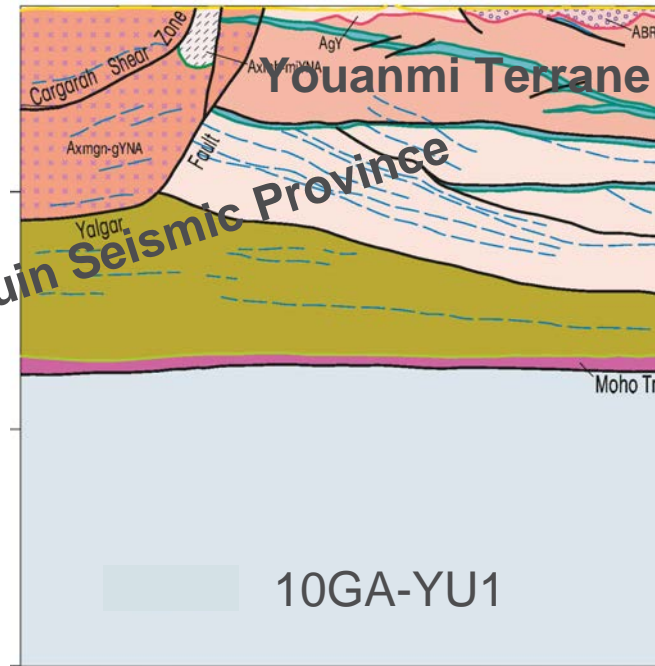 AgY
ABR
Youanmi Terrane
Cargarah Shear Zone
Axmgn-gYNA
Fault
Yalgar
uin Seismic Province
Moho Tr
10GA-YU1